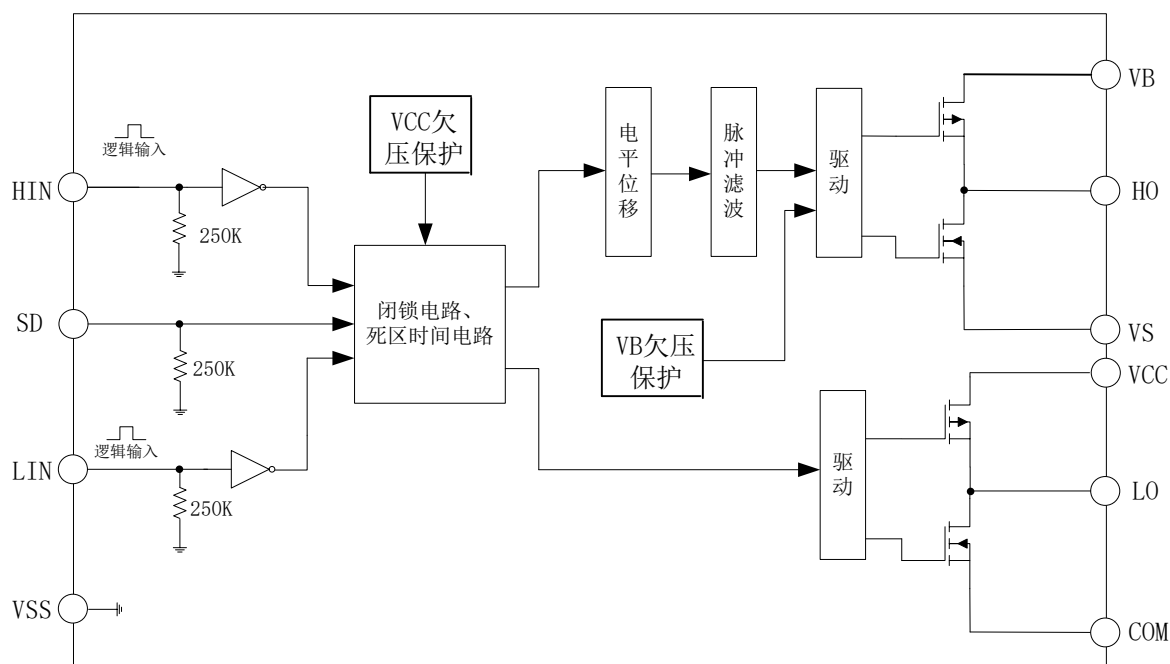 逻辑输入
HIN
250K
SD
250K
逻辑输入
LIN
250K
VSS
VCC欠
压保护
闭锁电路、
死区时间电路
电平位移
脉冲滤波
驱动
VB欠压
保护
驱动
VB
HO
VS
VCC
LO
COM